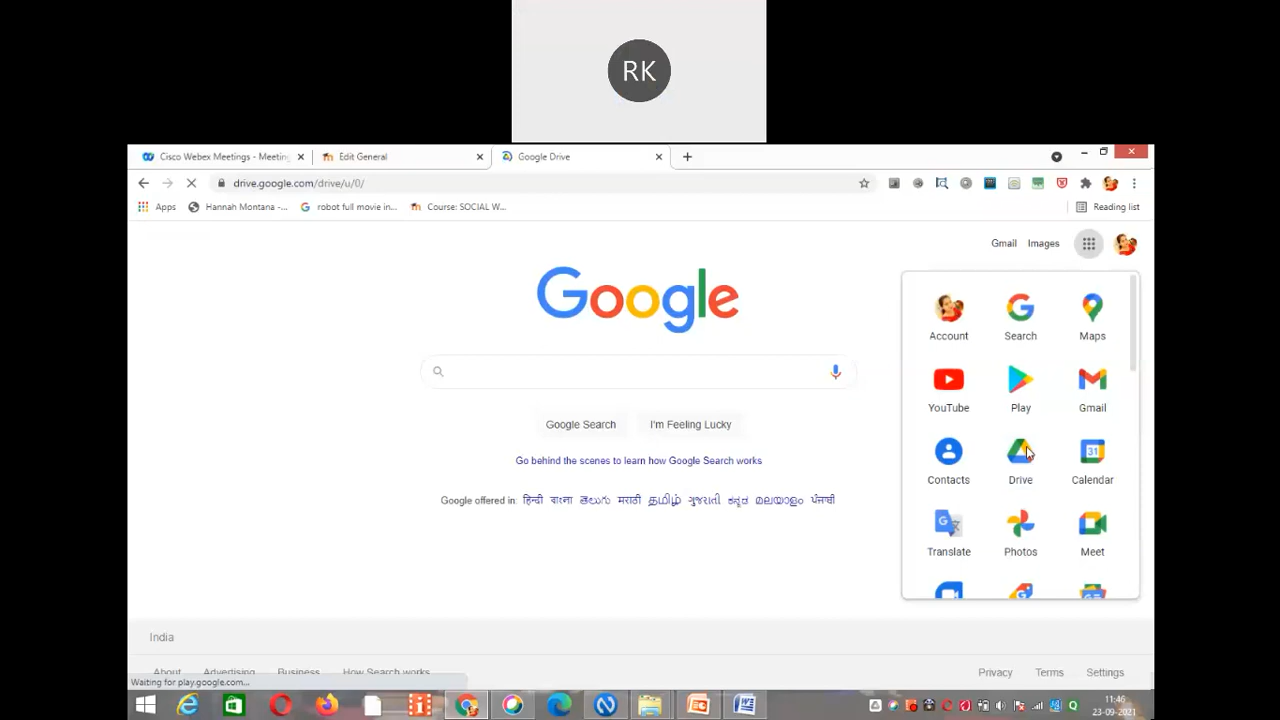 RK
Cisco Webex Meetings - Meeting
Edit General
Google Drive
drive.google.com/drive/u/0/
Apps
Hannah Montana -...
robot full movie in...
Course: SOCIAL W...
Reading list
Gmail
Images
Google
Account
Search
Maps
YouTube
Play
Gmail
Contacts
Drive
31
Calendar
Translate
Photos
Meet
Google Search
I'm Feeling Lucky
Go behind the scenes to learn how Google Search works
Google offered in: हिन्दी বাংলা తెలుగు मराठी தமிழ் ગુજરાતી ಕನ್ನಡ മലയാളം ਪੰਜਾਬੀ
India
About
Advertising
Business
How Search works
Privacy
Terms
Settings
Waiting for play.google.com...
11:46
23-09-2021